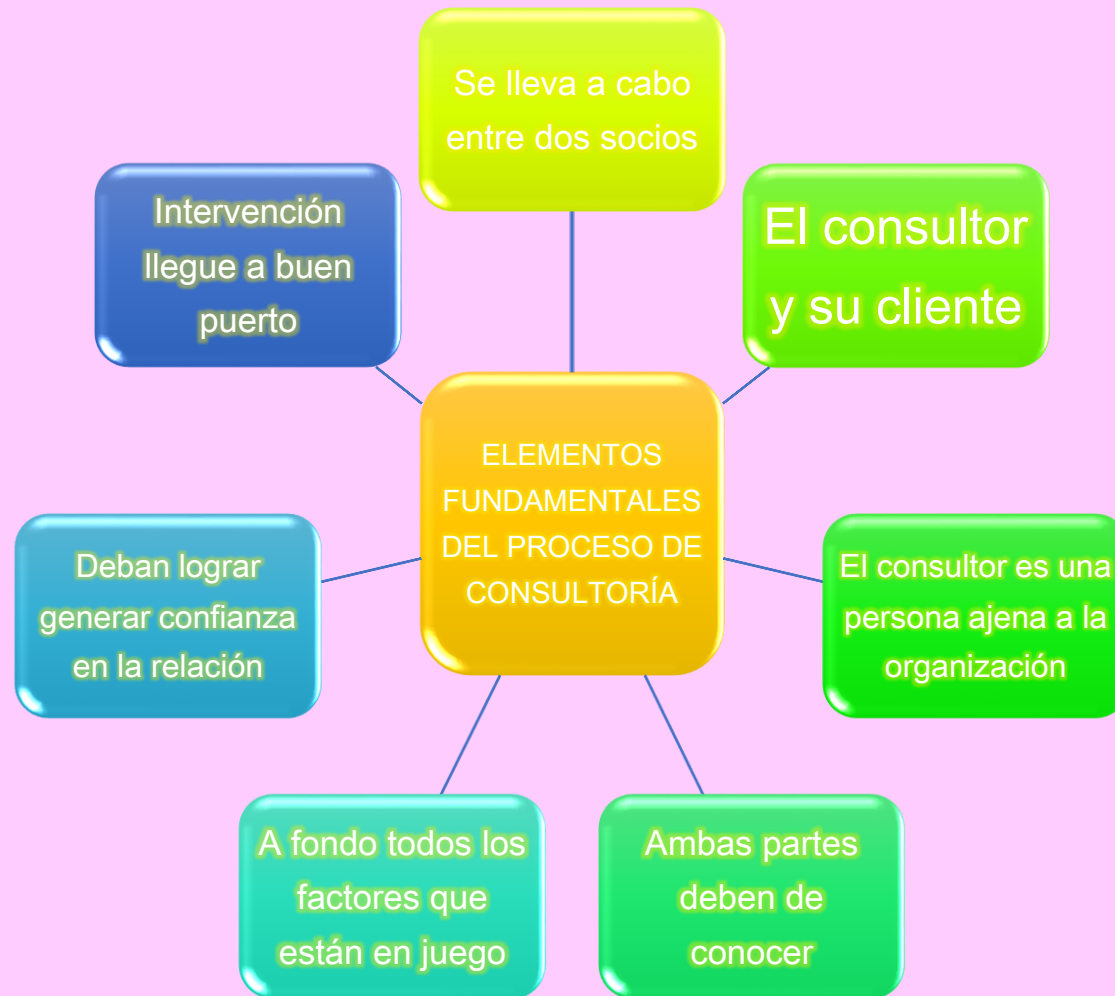 Se lleva a cabo
entre dos socios
El consultor
y su cliente
El consultor es una
persona ajena a la
organización
Ambas partes
deben de
conocer
A fondo todos los
factores que
están en juego
Deban lograr
generar confianza
en la relación
Intervención
llegue a buen
puerto
ELEMENTOS
FUNDAMENTALES
DEL PROCESO DE
CONSULTORÍA